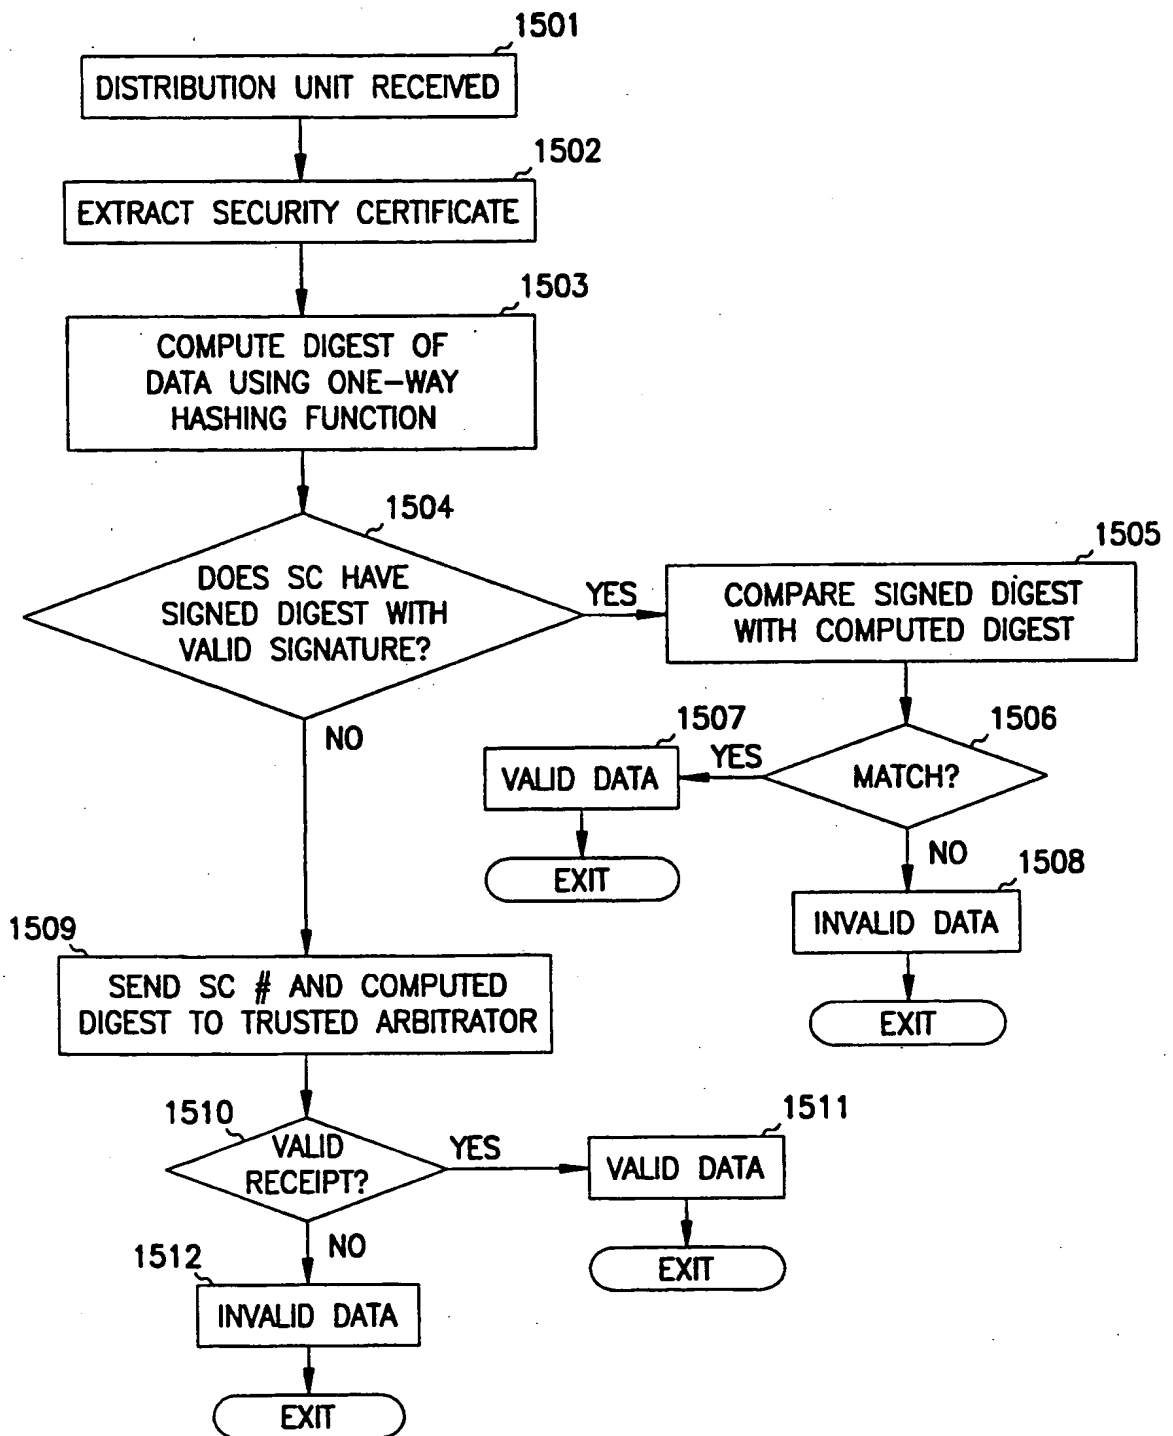 1501
DISTRIBUTION UNIT RECEIVED
1502
EXTRACT SECURITY CERTIFICATE
1503
COMPUTE DIGEST OF
DATA USING ONE-WAY
HASHING FUNCTION
1504
DOES SC HAVE
SIGNED DIGEST WITH
VALID SIGNATURE?
YES
NO
1505
COMPARE SIGNED DIGEST
WITH COMPUTED DIGEST
1506
MATCH?
YES
NO
1507
VALID DATA
EXIT
1508
INVALID DATA
EXIT
1509
SEND SC # AND COMPUTED
DIGEST TO TRUSTED ARBITRATOR
1510
VALID
RECEIPT?
YES
NO
1511
VALID DATA
EXIT
1512
INVALID DATA
EXIT